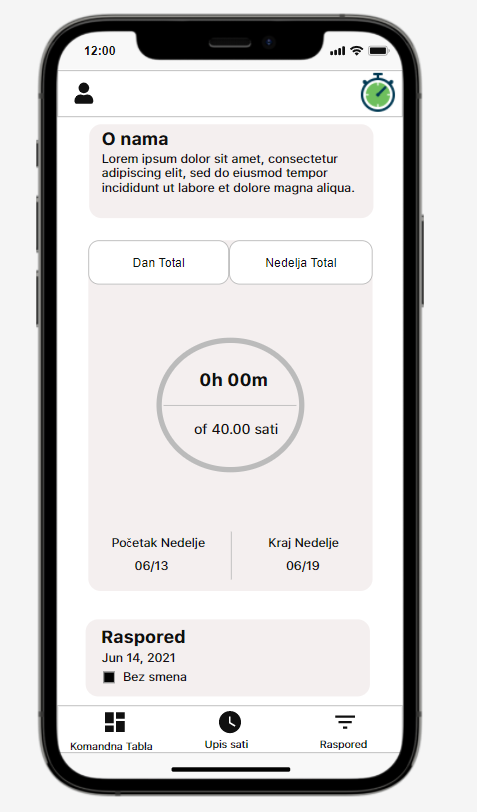 12:00
O nama
Lorem ipsum dolor sit amet, consectetur
adipiscing elit, sed do eiusmod tempor
incididunt ut labore et dolore magna aliqua.
Dan Total
Nedelja Total
0h 00m
of 40.00 sati
Početak Nedelje
Kraj Nedelje
06/13
06/19
Raspored
Jun 14, 2021
Bez smena
Komandna Tabla
Upis sati
Raspored